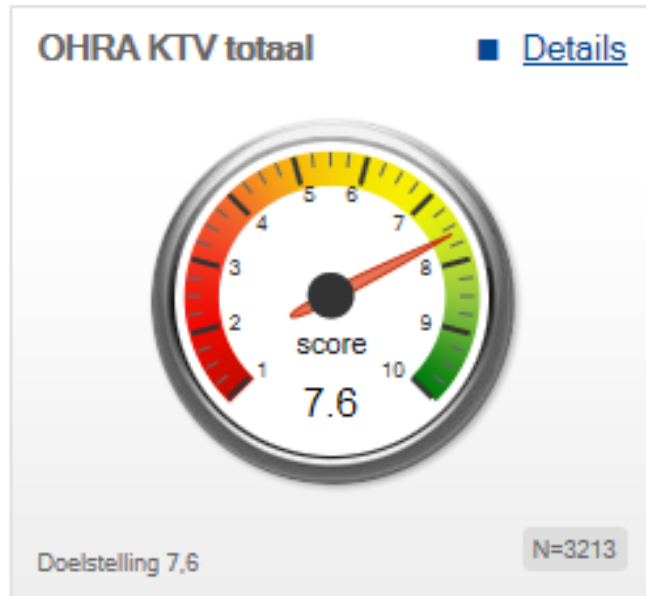 OHRA KTV totaal
Details
5 6
4 7
3 8
2 9
1 10
score
7.6
Doelstelling 7,6
N=3213